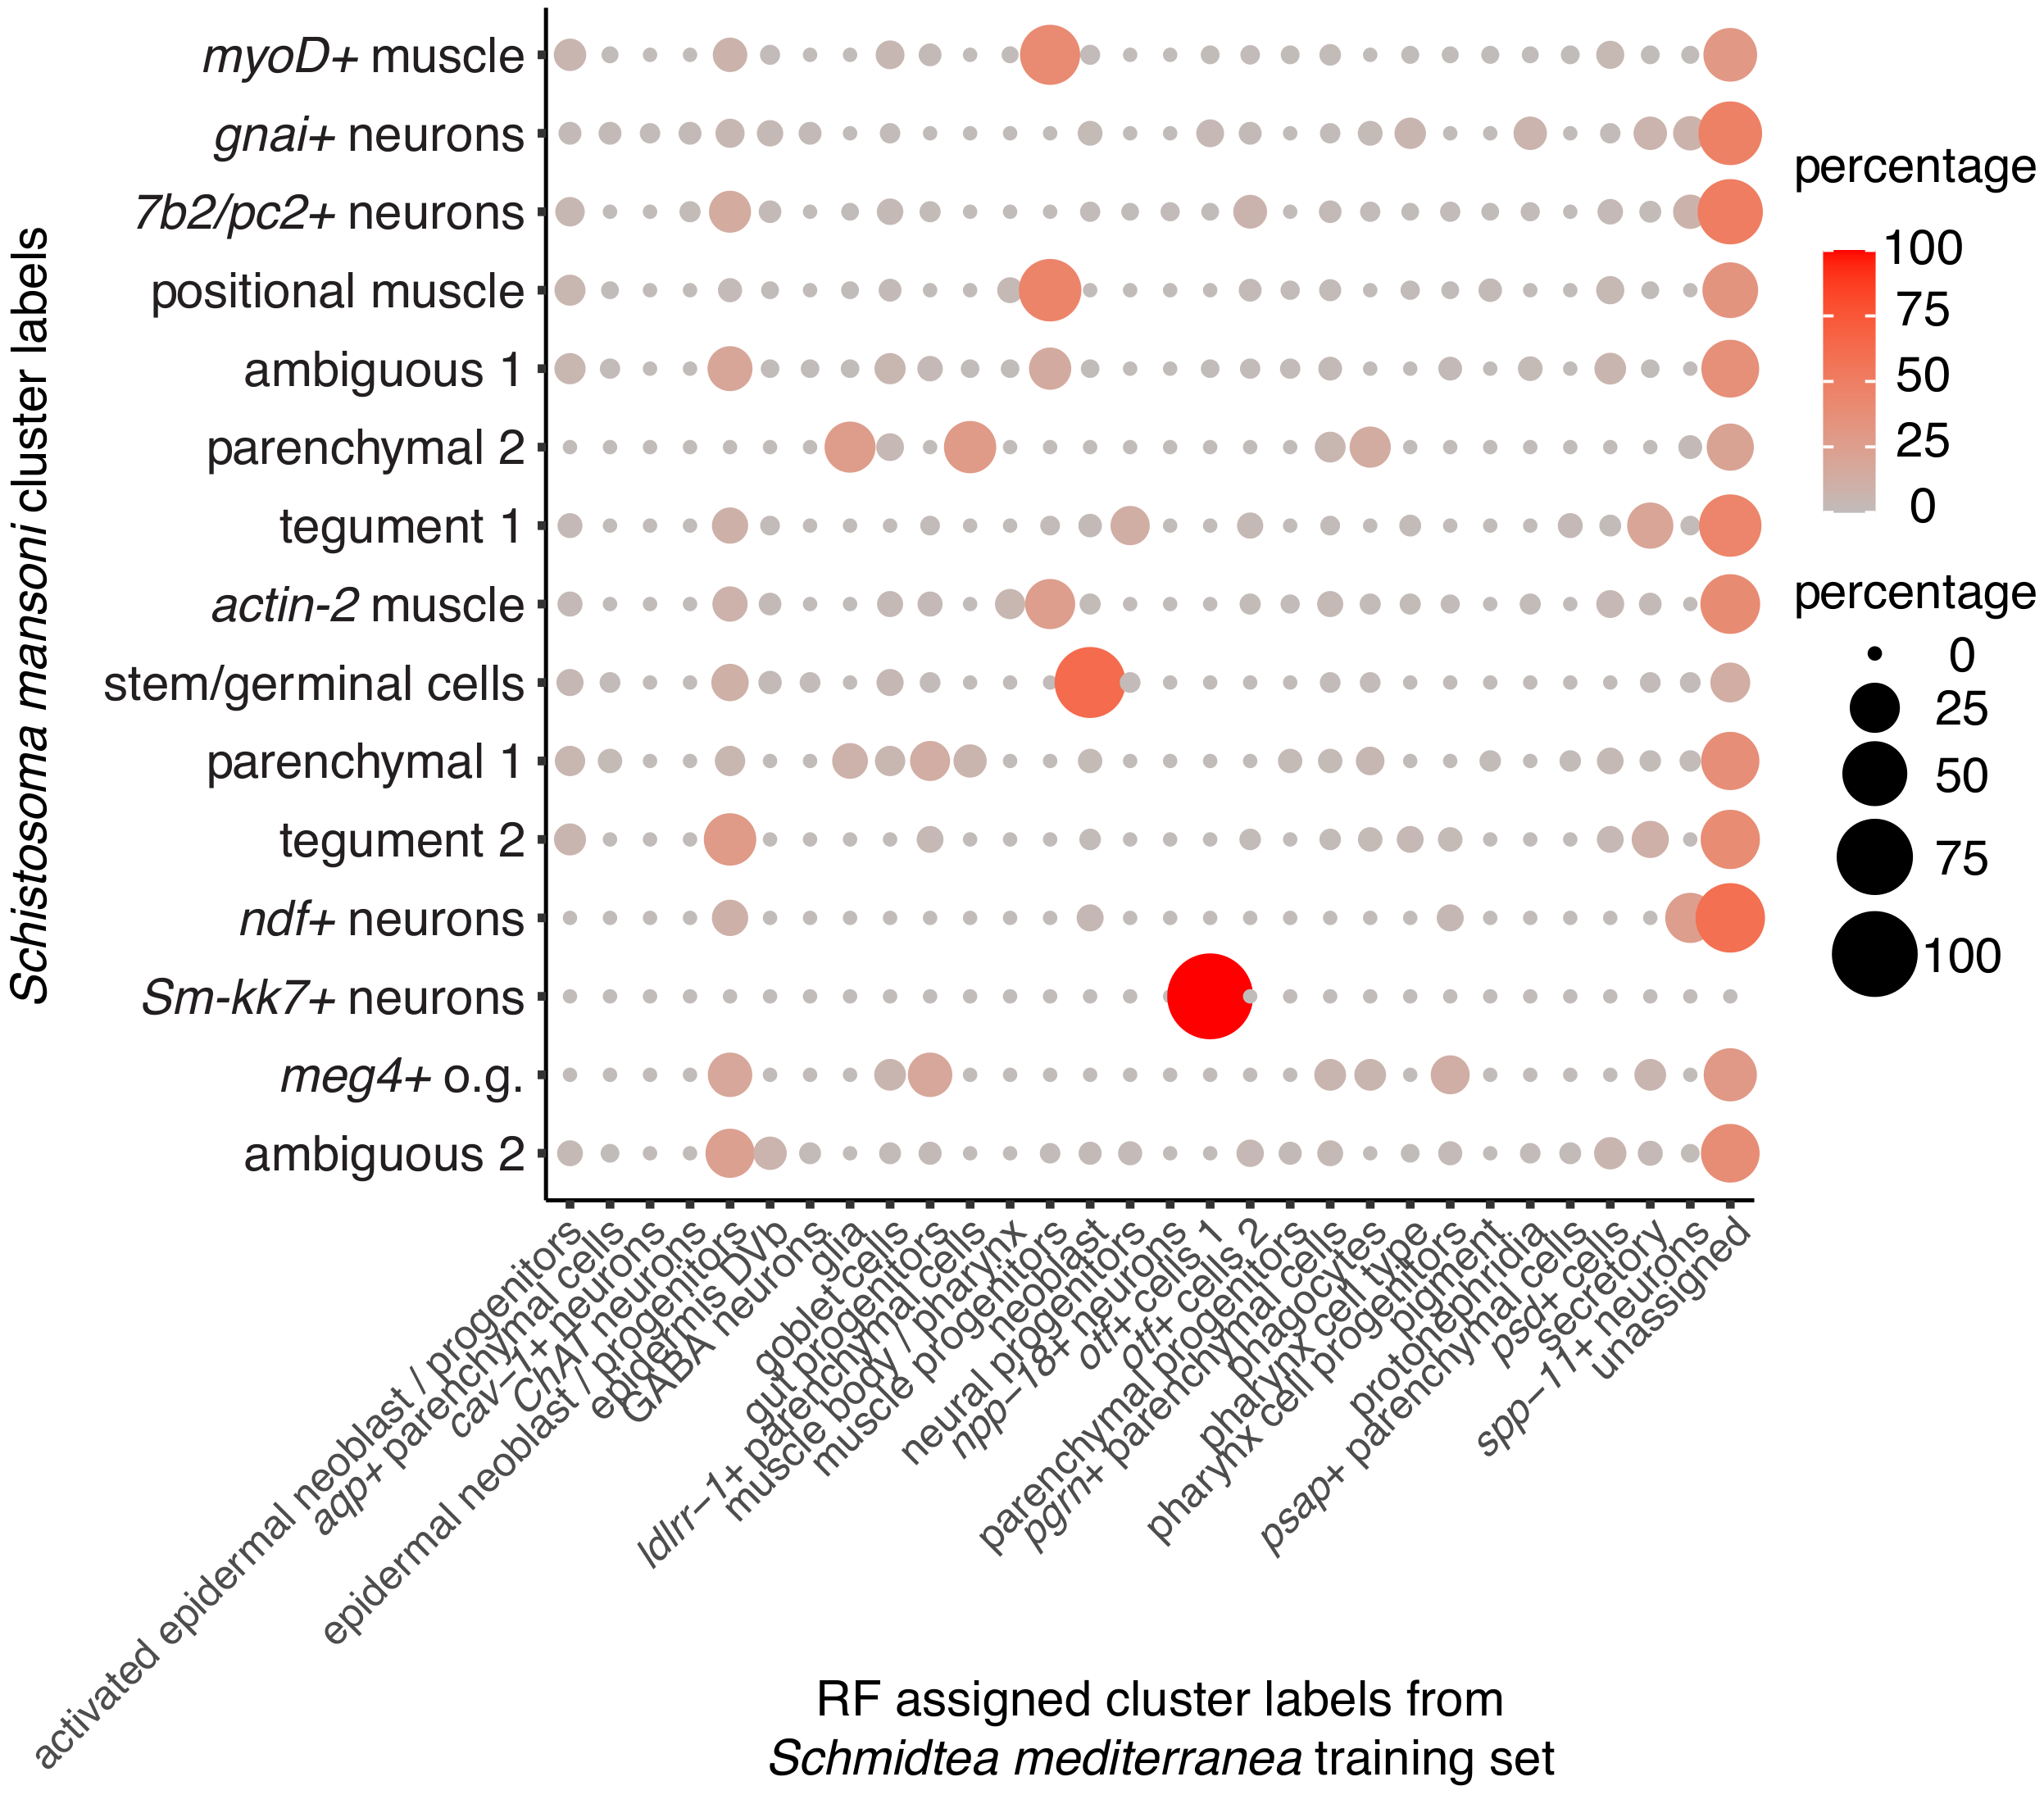 Schistosoma mansoni cluster labels
myoD+ muscle
gnai+ neurons
7b2/pc2+ neurons
positional muscle
ambiguous 1
parenchymal 2
tegument 1
actin-2 muscle
stem/germinal cells
parenchymal 1
tegument 2
ndf+ neurons
Sm-kk7+ neurons
meg4+ o.g.
ambiguous 2
activated epidermal neoblast / progenitors
aqp+ parenchymal cells
cav−1+ neurons
ChAT neurons
epidermal neoblast / progenitors
epidermis DVb
GABA neurons
glia
goblet cells
gut progenitors
ldlrr−1+ parenchymal cells
muscle body / pharynx
muscle progenitors
neoblast
neural progenitors
npp−18+ neurons
otf+ cells 1
otf+ cells 2
parenchymal progenitors
pgrn+ parenchymal cells
phagocytes
pharynx cell type
pharynx cell progenitors
pigment
protonephridia
psap+ parenchymal cells
psd+ cells
secretory
spp−11+ neurons
unassigned
RF assigned cluster labels from
Schmidtea mediterranea training set
percentage
100
75
50
25
0
percentage
0
25
50
75
100